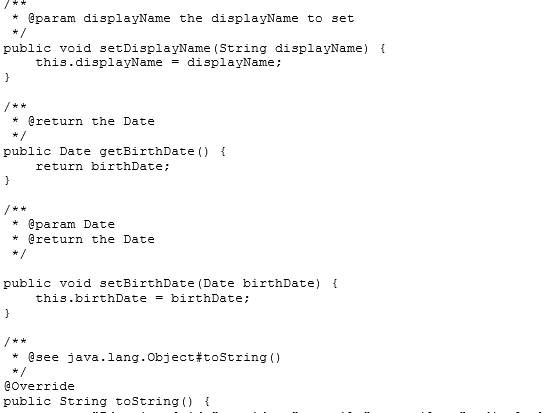 /**
 * @param displayName the displayName to set
 */
public void setDisplayName(String displayName) {
    this.displayName = displayName;
}
/**
 * @return the Date
 */
public Date getBirthDate() {
    return birthDate;
}
/**
 * @param Date
 * @return the Date
 */
public void setBirthDate(Date birthDate) {
    this.birthDate = birthDate;
}
/**
 * @see java.lang.Object#toString()
 */
@Override
public String toString() {